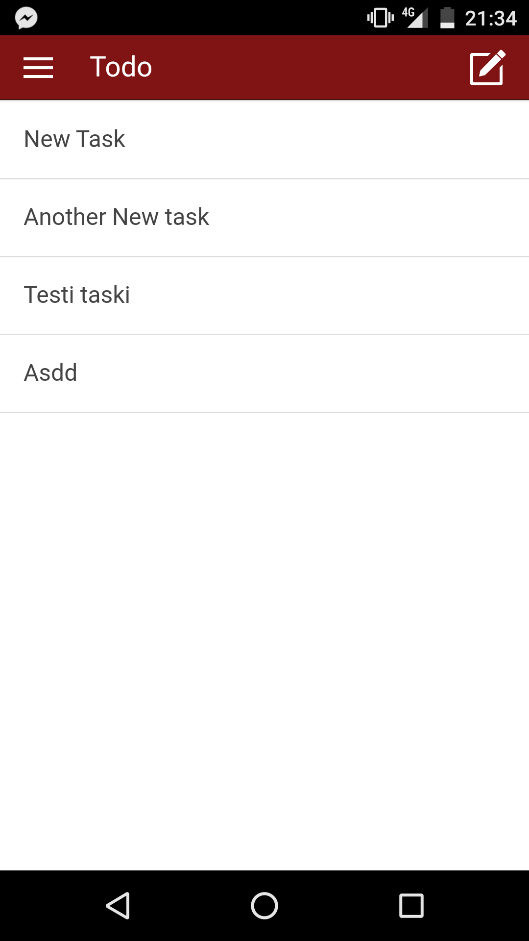 4G 21:34
Todo
New Task
Another New task
Testi taski
Asdd